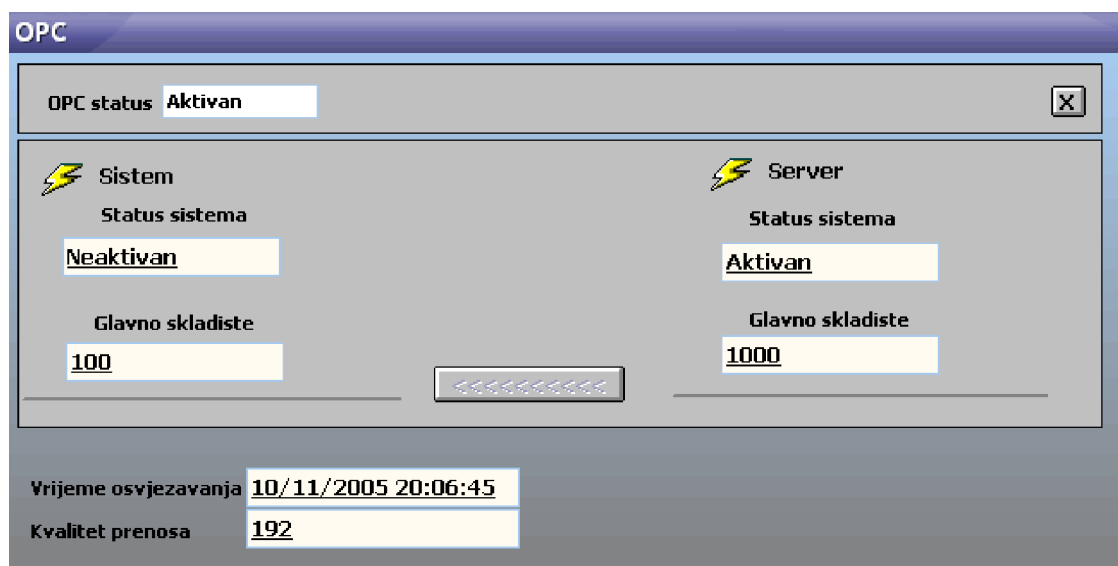 OPC
OPC status Aktivan
X
Sistem
Status sistema
Neaktivan
Glavno skladiste
100
Server
Status sistema
Aktivan
Glavno skladiste
1000
<<<<<<<<<<
Vrijeme osvjezavanja 10/11/2005 20:06:45
Kvalitet prenosa 192